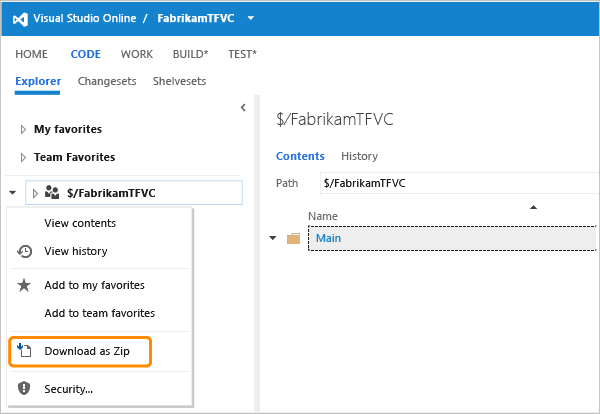 Visual Studio Online / FabrikamTFVC
HOME CODE WORK BUILD* TEST*
Explorer Changesets Shelvesets
My favorites
Team Favorites
$/FabrikamTFVC
View contents
View history
Add to my favorites
Add to team favorites
Download as Zip
Security...
$/FabrikamTFVC
Contents History
Path $/FabrikamTFVC
Name
Main